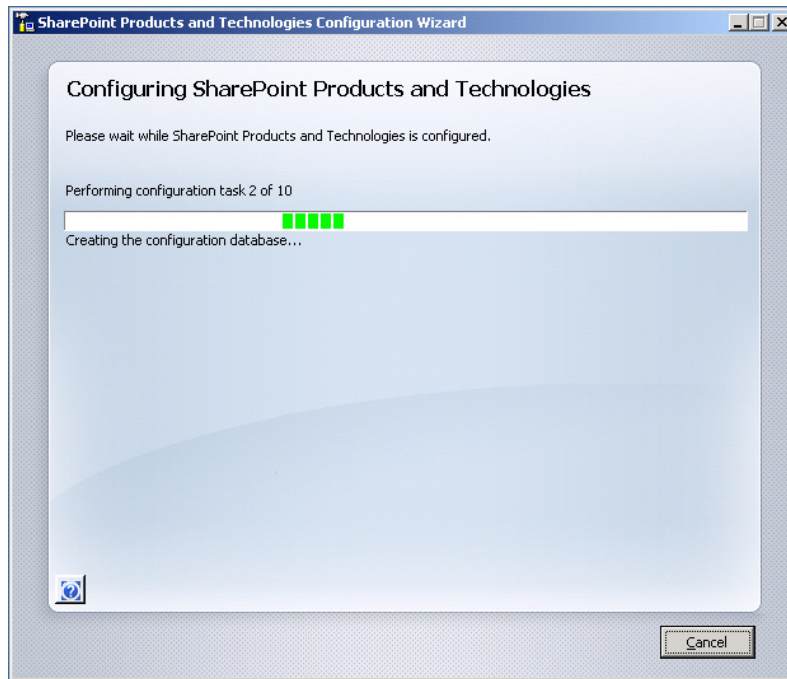 SharePoint Products and Technologies Configuration Wizard
Configuring SharePoint Products and Technologies
Please wait while SharePoint Products and Technologies is configured.
Performing configuration task 2 of 10
Creating the configuration database...
Cancel